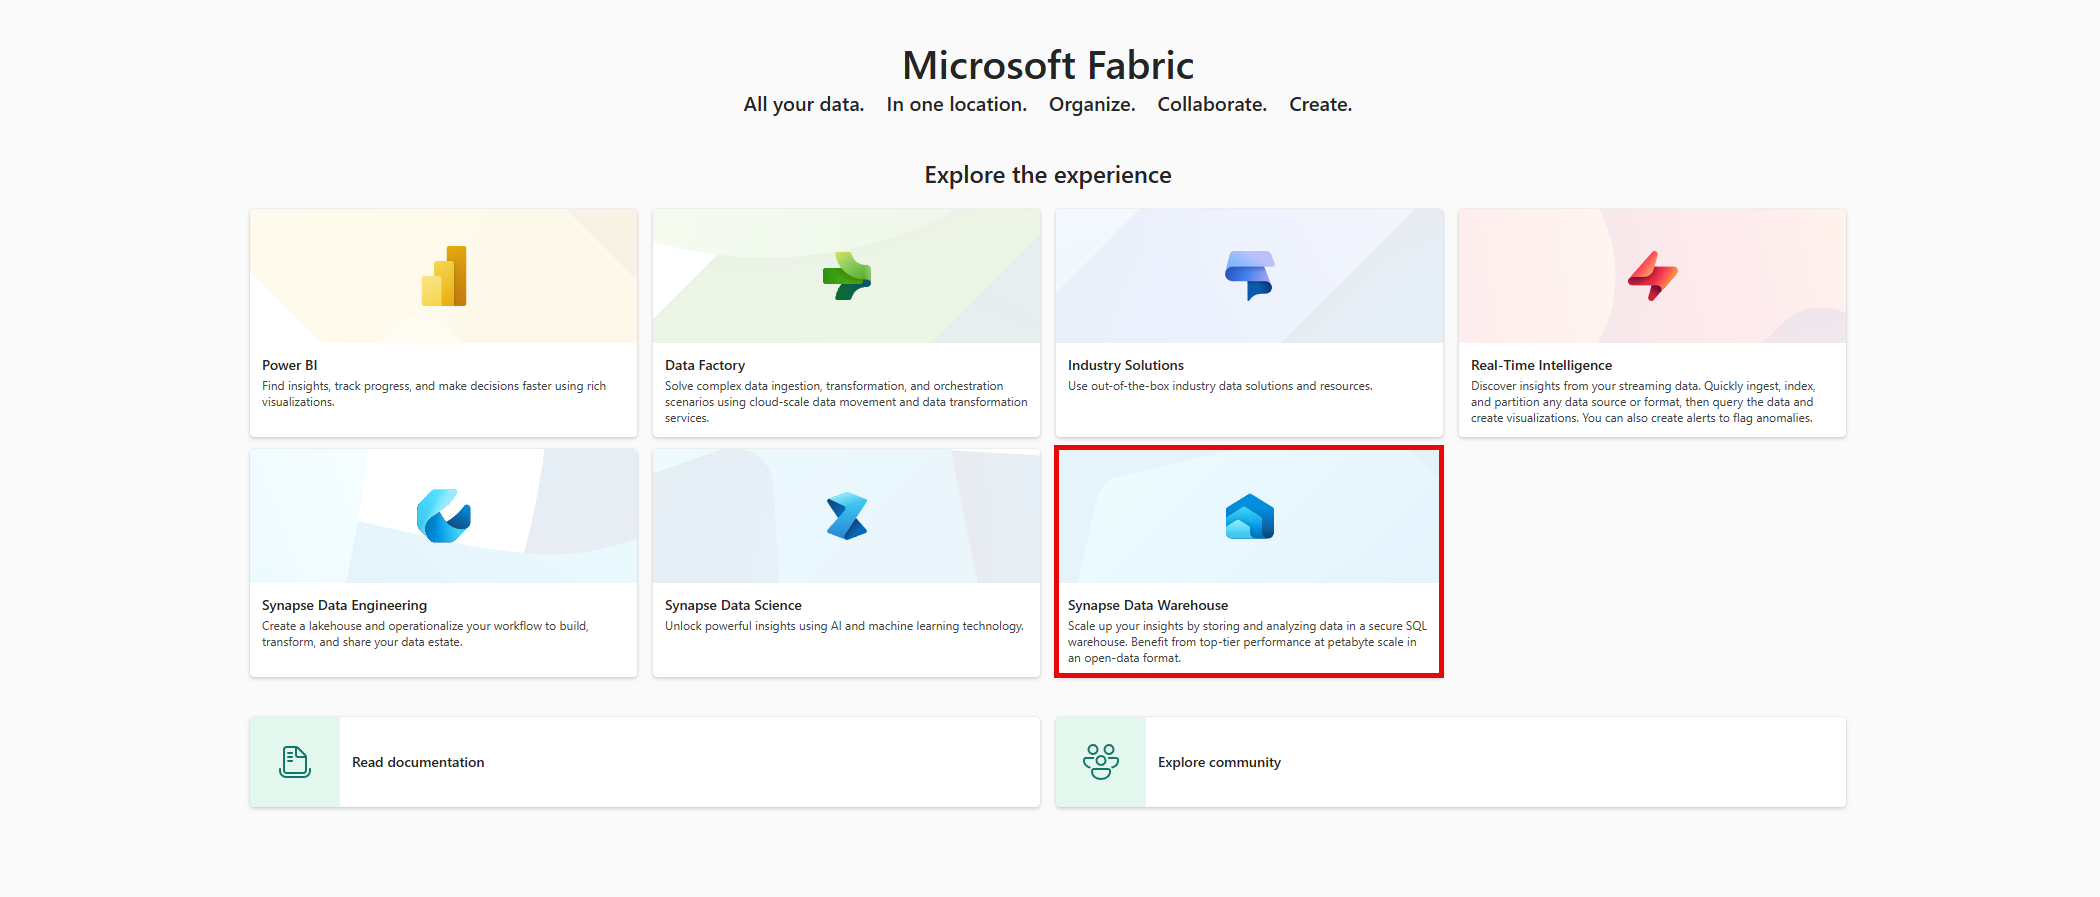 Microsoft Fabric
All your data. In one location. Organize. Collaborate. Create.
Explore the experience
Power BI
Find insights, track progress, and make decisions faster using rich
visualizations.
Data Factory
Solve complex data ingestion, transformation, and orchestration
scenarios using cloud-scale data movement and data transformation
services.
Industry Solutions
Use out-of-the-box industry data solutions and resources.
Real-Time Intelligence
Discover insights from your streaming data. Quickly ingest, index,
and partition any data source or format, then query the data and
create visualizations. You can also create alerts to flag anomalies.
Synapse Data Engineering
Create a lakehouse and operationalize your workflow to build,
transform, and share your data estate.
Synapse Data Science
Unlock powerful insights using AI and machine learning technology.
Synapse Data Warehouse
Scale up your insights by storing and analyzing data in a secure SQL
warehouse. Benefit from top-tier performance at petabyte scale in
an open-data format.
Read documentation
Explore community